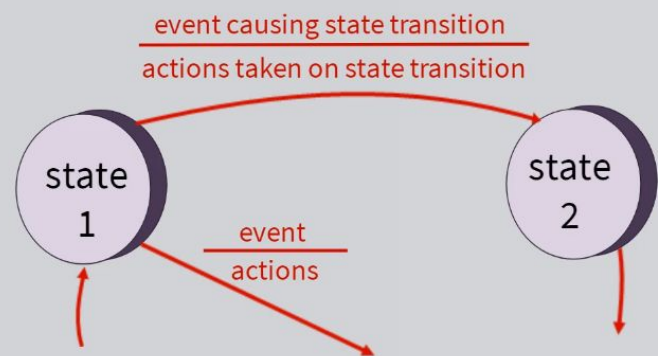 event causing state transition
actions taken on state transition
state
1
state
2
event
actions